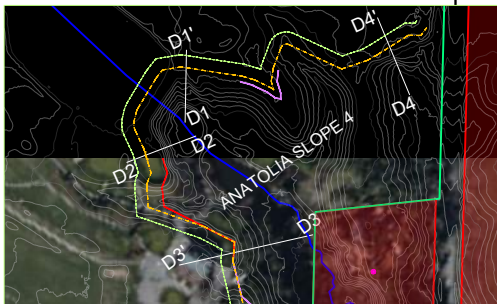 D1'
D4'
D1
D4
D2
D2'
ANATOLIA SLOPE 4
D3
D3'